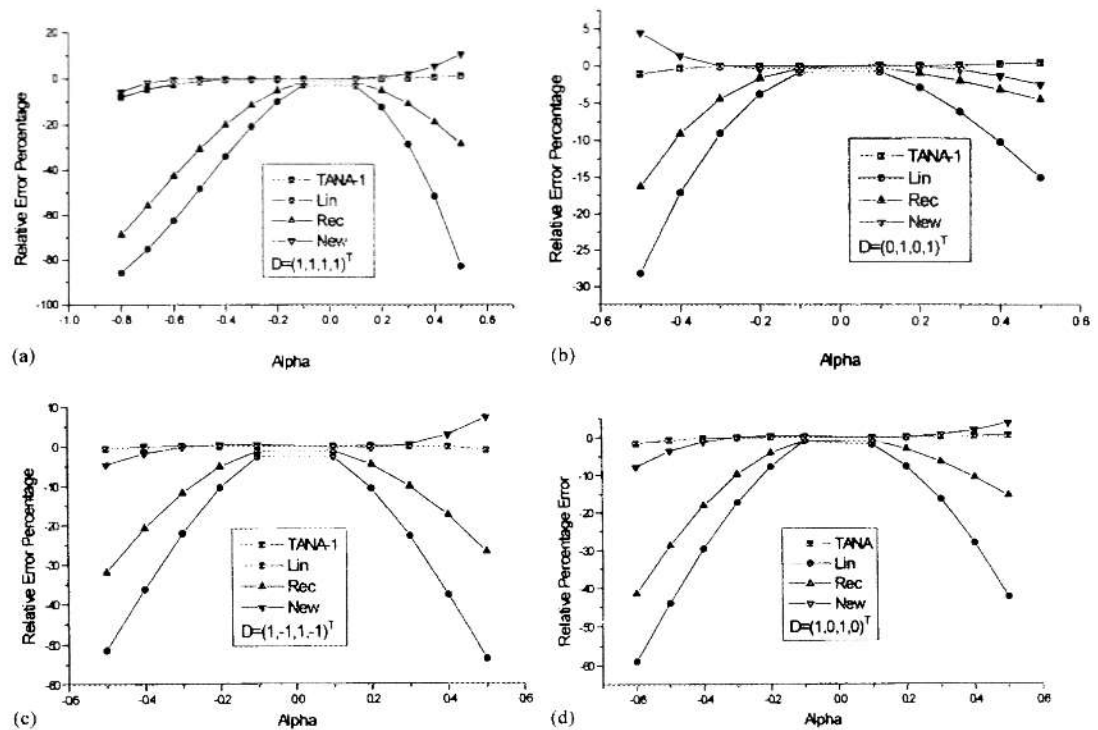 20
0
-20
-40
-60
-80
-100
Relative Error Percentage
TANA-1
Lin
Rec
New
D=(1,1,1,1)^T
-1.0 -0.8 -0.6 -0.4 -0.2 0.0 0.2 0.4 0.6
(a)
Alpha
5
0
-5
-10
-15
-20
-25
-30
Relative Error Percentage
TANA-1
Lin
Rec
New
D=(0,1,0,1)^T
-0.6 -0.4 -0.2 0.0 0.2 0.4 0.6
(b)
Alpha
10
0
-10
-20
-30
-40
-50
-60
Relative Error Percentage
TANA-1
Lin
Rec
New
D=(1,-1,1,-1)^T
-0.6 -0.4 -0.2 0.0 0.2 0.4 0.6
(c)
Alpha
10
0
-10
-20
-30
-40
-50
-60
Relative Percentage Error
TANA
Lin
Rec
New
D=(1,0,1,0)^T
-0.6 -0.4 -0.2 0.0 0.2 0.4 0.6
(d)
Alpha